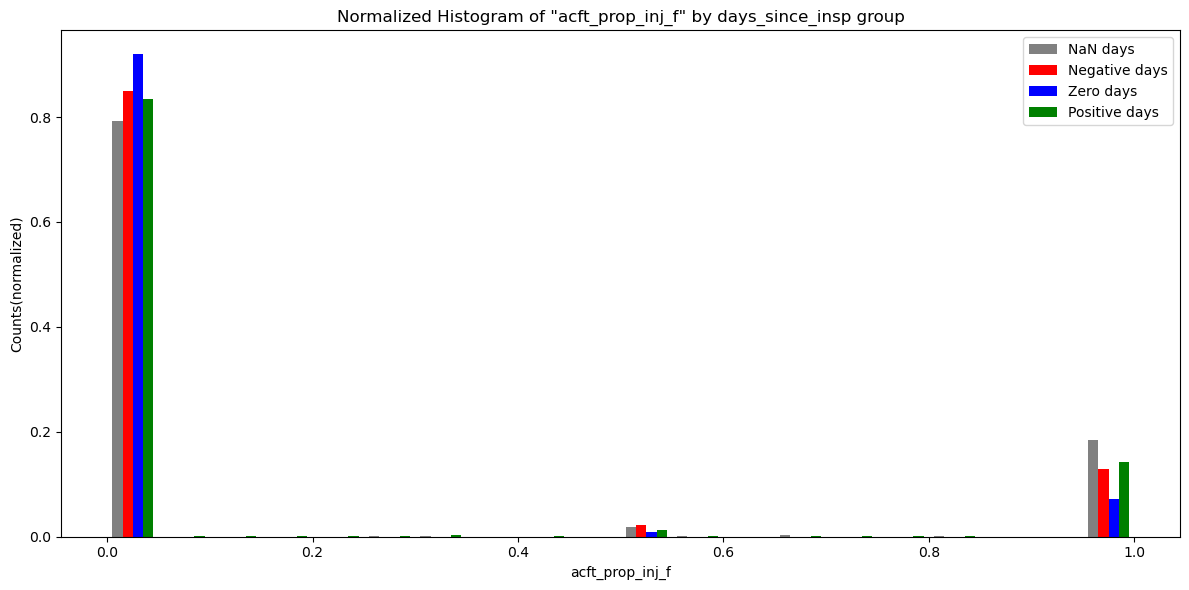 Normalized Histogram of "acft_prop_inj_f" by days_since_insp group
NaN days
Negative days
Zero days
Positive days
Counts(normalized)
0.8
0.6
0.4
0.2
0.0
0.0 0.2 0.4 0.6 0.8 1.0
acft_prop_inj_f